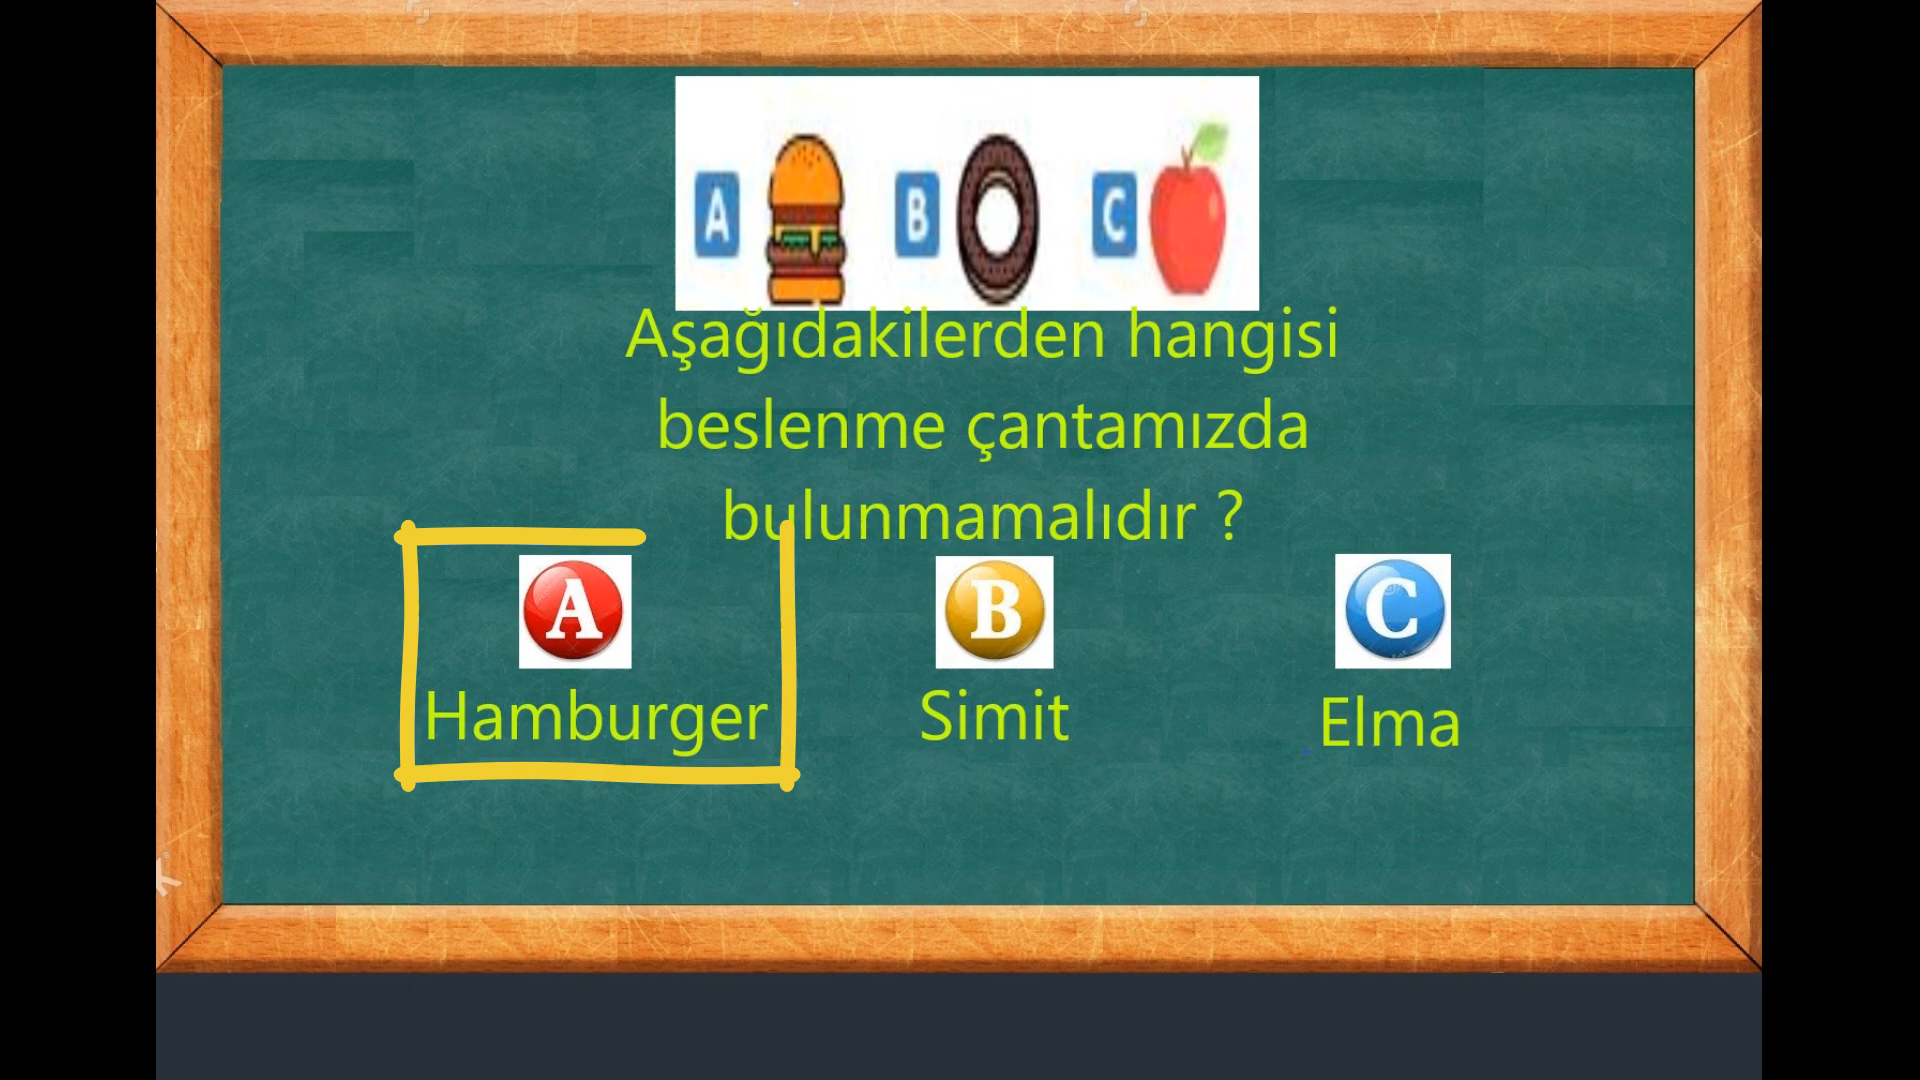 A B C
Aşağıdakilerden hangisi
beslenme çantamızda
bulunmamalıdır ?
A B C
Hamburger Simit Elma